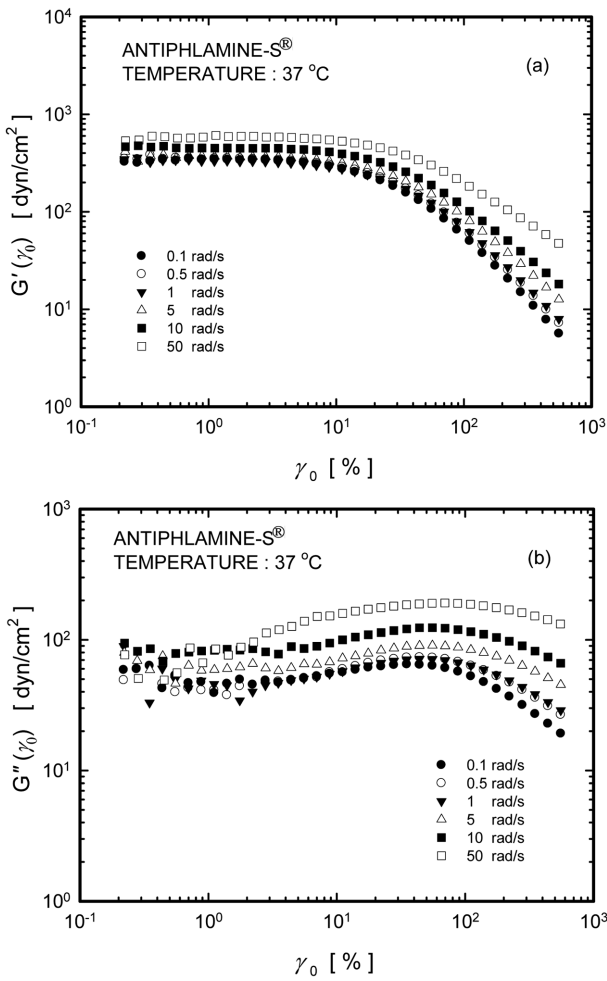 ANTIPHLAMINE-S®
TEMPERATURE : 37 °C
(a)
10⁴
10³
10²
10¹
10⁰
G′(γ₀) [ dyn/cm² ]
0.1 rad/s
0.5 rad/s
1 rad/s
5 rad/s
10 rad/s
50 rad/s
10⁻¹ 10⁰ 10¹ 10² 10³
γ₀ [ % ]
ANTIPHLAMINE-S®
TEMPERATURE : 37 °C
(b)
10³
10²
10¹
10⁰
G″(γ₀) [ dyn/cm² ]
0.1 rad/s
0.5 rad/s
1 rad/s
5 rad/s
10 rad/s
50 rad/s
10⁻¹ 10⁰ 10¹ 10² 10³
γ₀ [ % ]